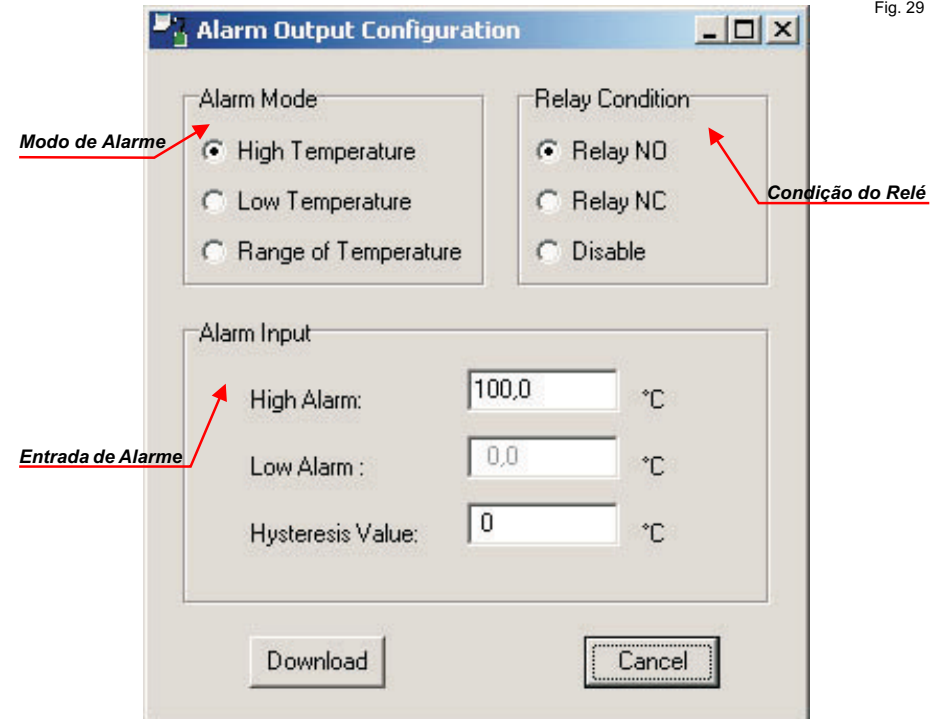 Fig. 29
Alarm Output Configuration
Alarm Mode
Relay Condition
Modo de Alarme
High Temperature
Relay NO
Low Temperature
Relay NC
Condição do Relé
Range of Temperature
Disable
Alarm Input
High Alarm:
100,0
°C
Entrada de Alarme
Low Alarm :
0,0
°C
Hysteresis Value:
0
°C
Download
Cancel